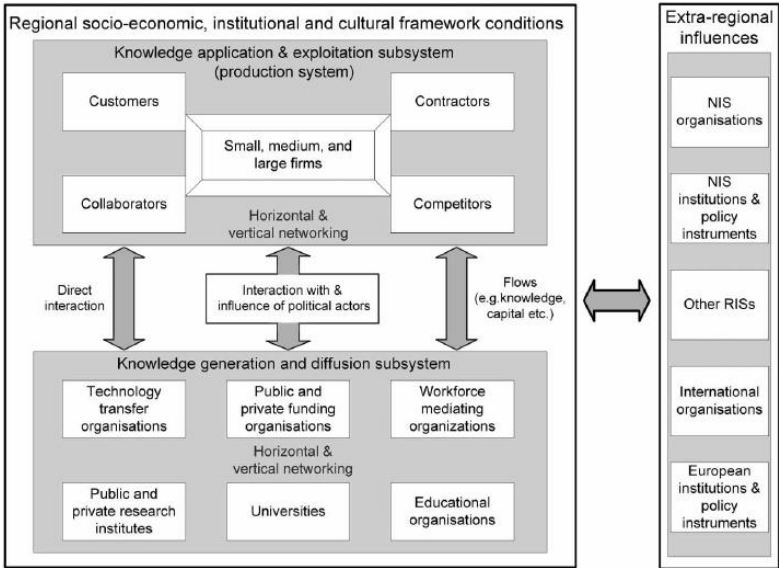 Regional socio-economic, institutional and cultural framework conditions
Knowledge application & exploitation subsystem
(production system)
Customers
Contractors
Small, medium, and
large firms
Collaborators
Competitors
Horizontal &
vertical networking
Direct
interaction
Interaction with &
influence of political actors
Flows
(e.g.knowledge,
capital etc.)
Knowledge generation and diffusion subsystem
Technology
transfer
organisations
Public and
private funding
organisations
Workforce
mediating
organizations
Horizontal &
vertical networking
Public and
private research
institutes
Universities
Educational
organisations
Extra-regional
influences
NIS
organisations
NIS
institutions &
policy
instruments
Other RISs
International
organisations
European
institutions &
policy
instruments